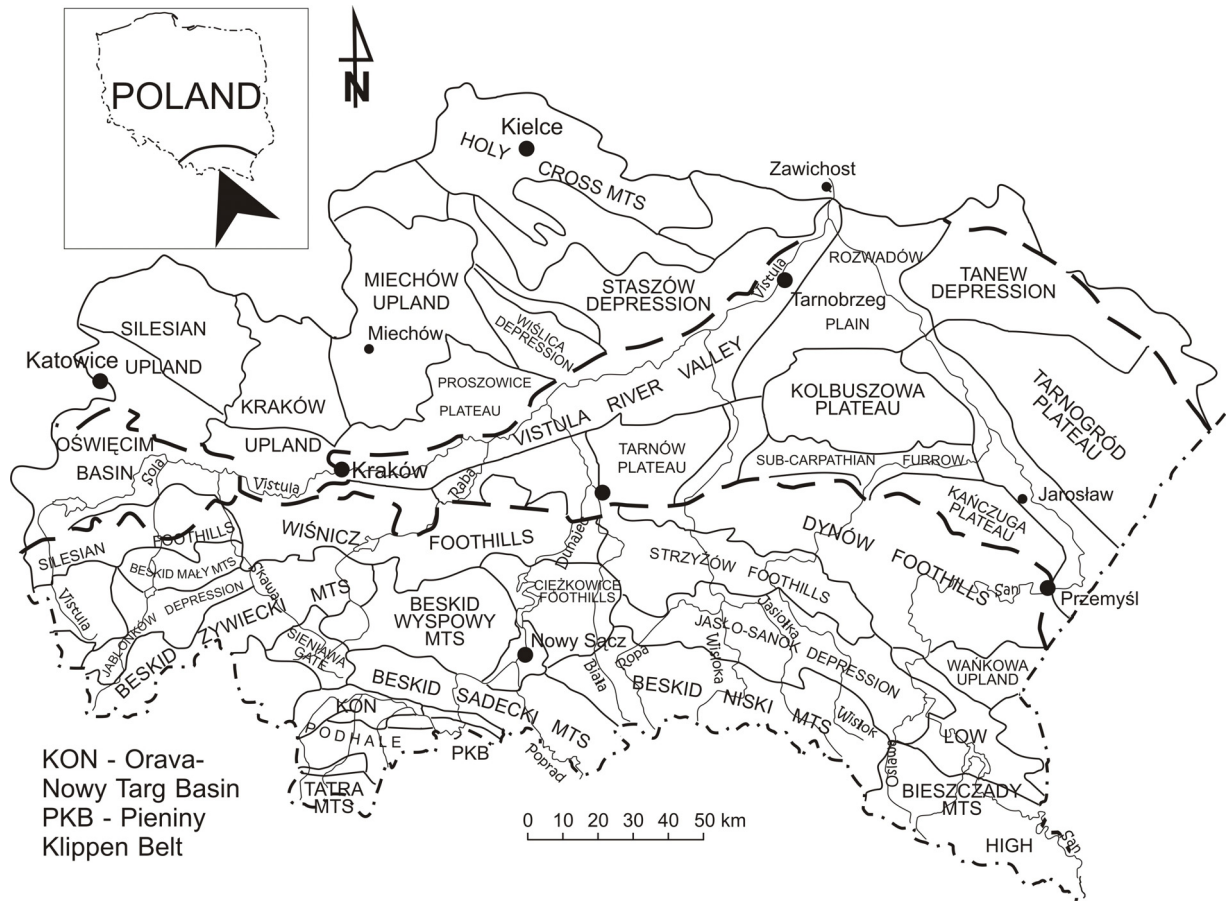 POLAND
N
Kielce
HOLY
CROSS MTS
Zawichost
ROZWADÓW
PLAIN
TANEW
DEPRESSION
MIECHÓW
UPLAND
Miechów
STASZÓW
DEPRESSION
Vistula
Tarnobrzeg
WIŚLICA
DEPRESSION
SILESIAN
UPLAND
Katowice
KRAKÓW
UPLAND
PROSZOWICE
PLATEAU
VISTULA RIVER VALLEY
KOLBUSZOWA
PLATEAU
TARNOGRÓD
PLATEAU
OŚWIĘCIM
BASIN
Soła
Vistula
Kraków
Raba
TARNÓW
PLATEAU
SUB-CARPATHIAN FURROW
KAŃCZUGA
PLATEAU
Jarosław
SILESIAN
FOOTHILLS
WIŚNICZ
FOOTHILLS
Dunajec
STRZYŻÓW
FOOTHILLS
DYNÓW
FOOTHILLS
San
Przemyśl
BESKID MAŁY MTS
Skawa
Vistula
JABŁONKÓW DEPRESSION
BESKID ŻYWIECKI MTS
SIENIAWA
GATE
BESKID
WYSPOWY
MTS
CIEŻKOWICE
FOOTHILLS
Nowy Sącz
Biała
Ropa
JASŁO-SANOK
DEPRESSION
Jasiołka
Wisłoka
WAŃKOWA
UPLAND
BESKID SADECKI MTS
BESKID NISKI MTS
Wisłok
Osława
LOW
BIESZCZADY
MTS
HIGH
San
KON
PODHALE
PKB
Poprad
TATRA
MTS
KON - Orava-
Nowy Targ Basin
PKB - Pieniny
Klippen Belt
0 10 20 30 40 50 km